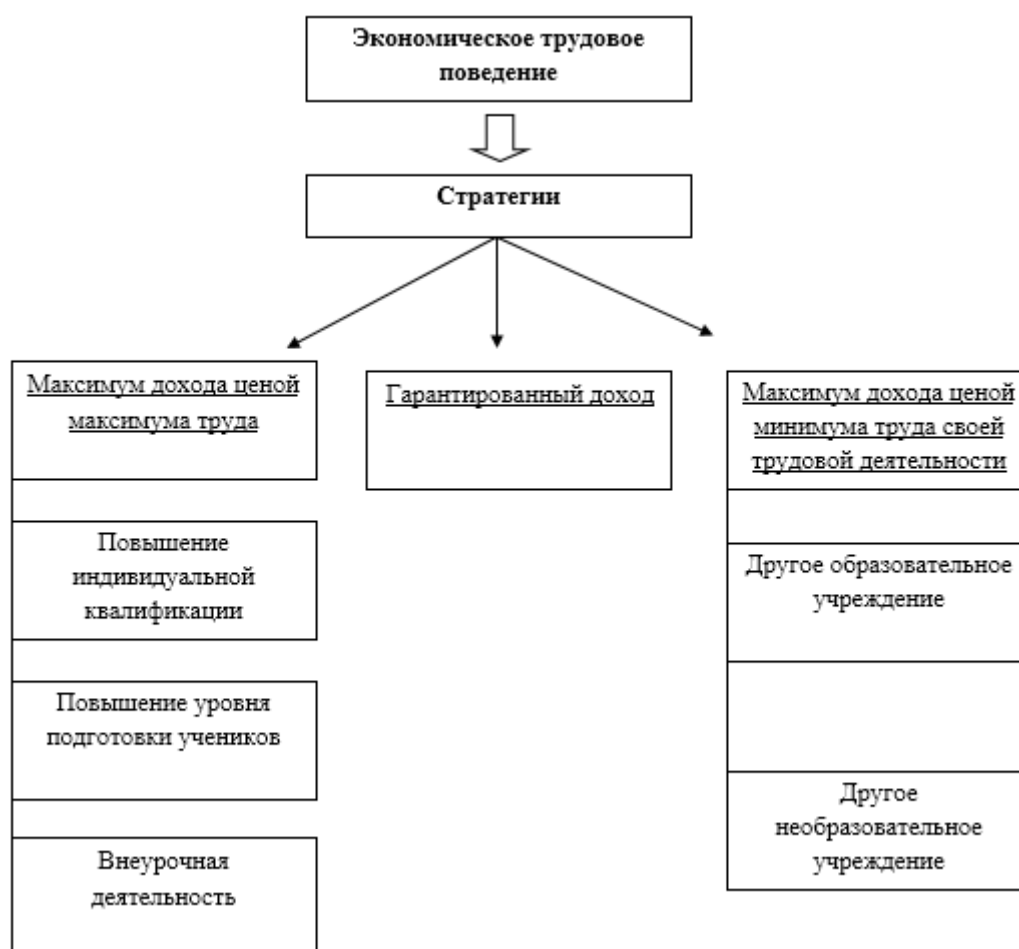 Экономическое трудовое
поведение
Стратегии
Максимум дохода ценой
максимума труда
Гарантированный доход
Максимум дохода ценой
минимума труда своей
трудовой деятельности
Повышение
индивидуальной
квалификации
Другое образовательное
учреждение
Повышение уровня
подготовки учеников
Другое
необразовательное
учреждение
Внеурочная
деятельность